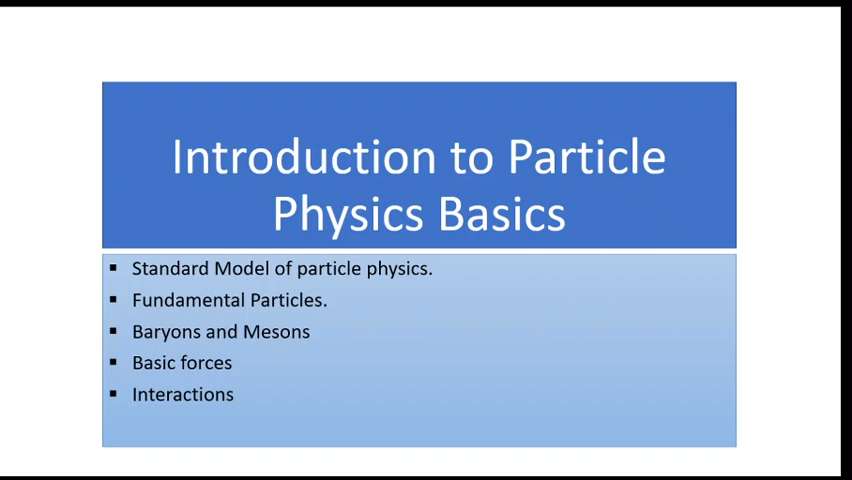 Introduction to Particle
Physics Basics
▪ Standard Model of particle physics.
▪ Fundamental Particles.
▪ Baryons and Mesons
▪ Basic forces
▪ Interactions